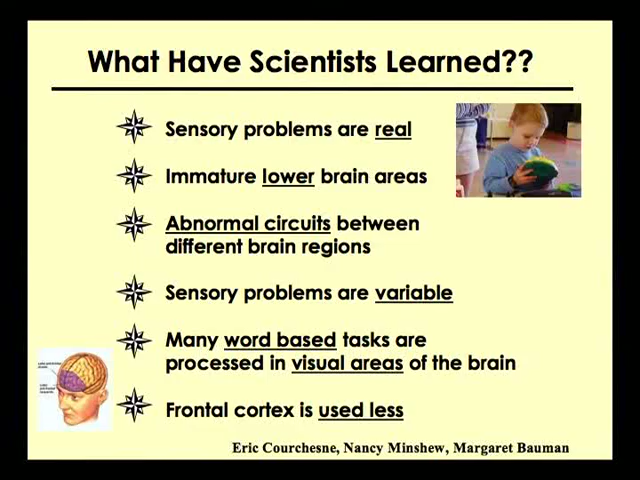 What Have Scientists Learned??
Sensory problems are real
Immature lower brain areas
Abnormal circuits between
different brain regions
Sensory problems are variable
Many word based tasks are
processed in visual areas of the brain
Frontal cortex is used less
Eric Courchesne, Nancy Minshew, Margaret Bauman